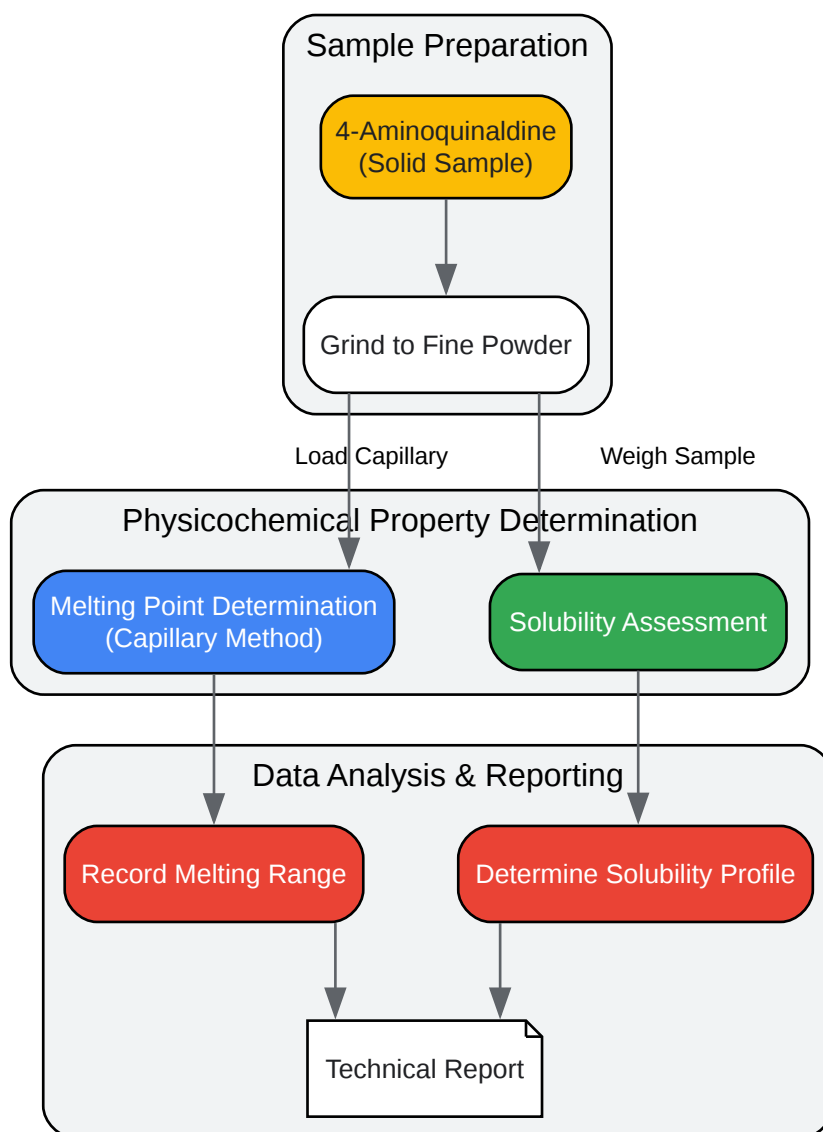 Sample Preparation
4-Aminoquinaldine
(Solid Sample)
Grind to Fine Powder
Load Capillary
Weigh Sample
Physicochemical Property Determination
Melting Point Determination
(Capillary Method)
Solubility Assessment
Data Analysis & Reporting
Record Melting Range
Determine Solubility Profile
Technical Report